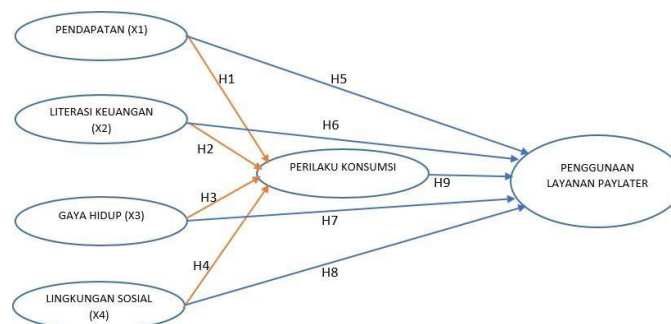 PENDAPATAN (X1)
H1
H5
LITERASI KEUANGAN
(X2)
H6
H2
PERILAKU KONSUMSI
PENGGUNAAN
LAYANAN PAYLATER
H9
H3
GAYA HIDUP (X3)
H7
H4
H8
LINGKUNGAN SOSIAL
(X4)